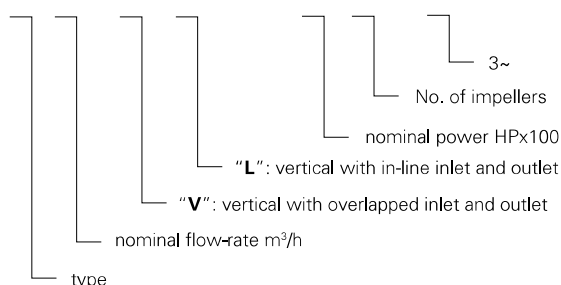 3~
No. of impellers
nominal power HPx100
“L”: vertical with in-line inlet and outlet
“V”: vertical with overlapped inlet and outlet
nominal flow-rate m³/h
type